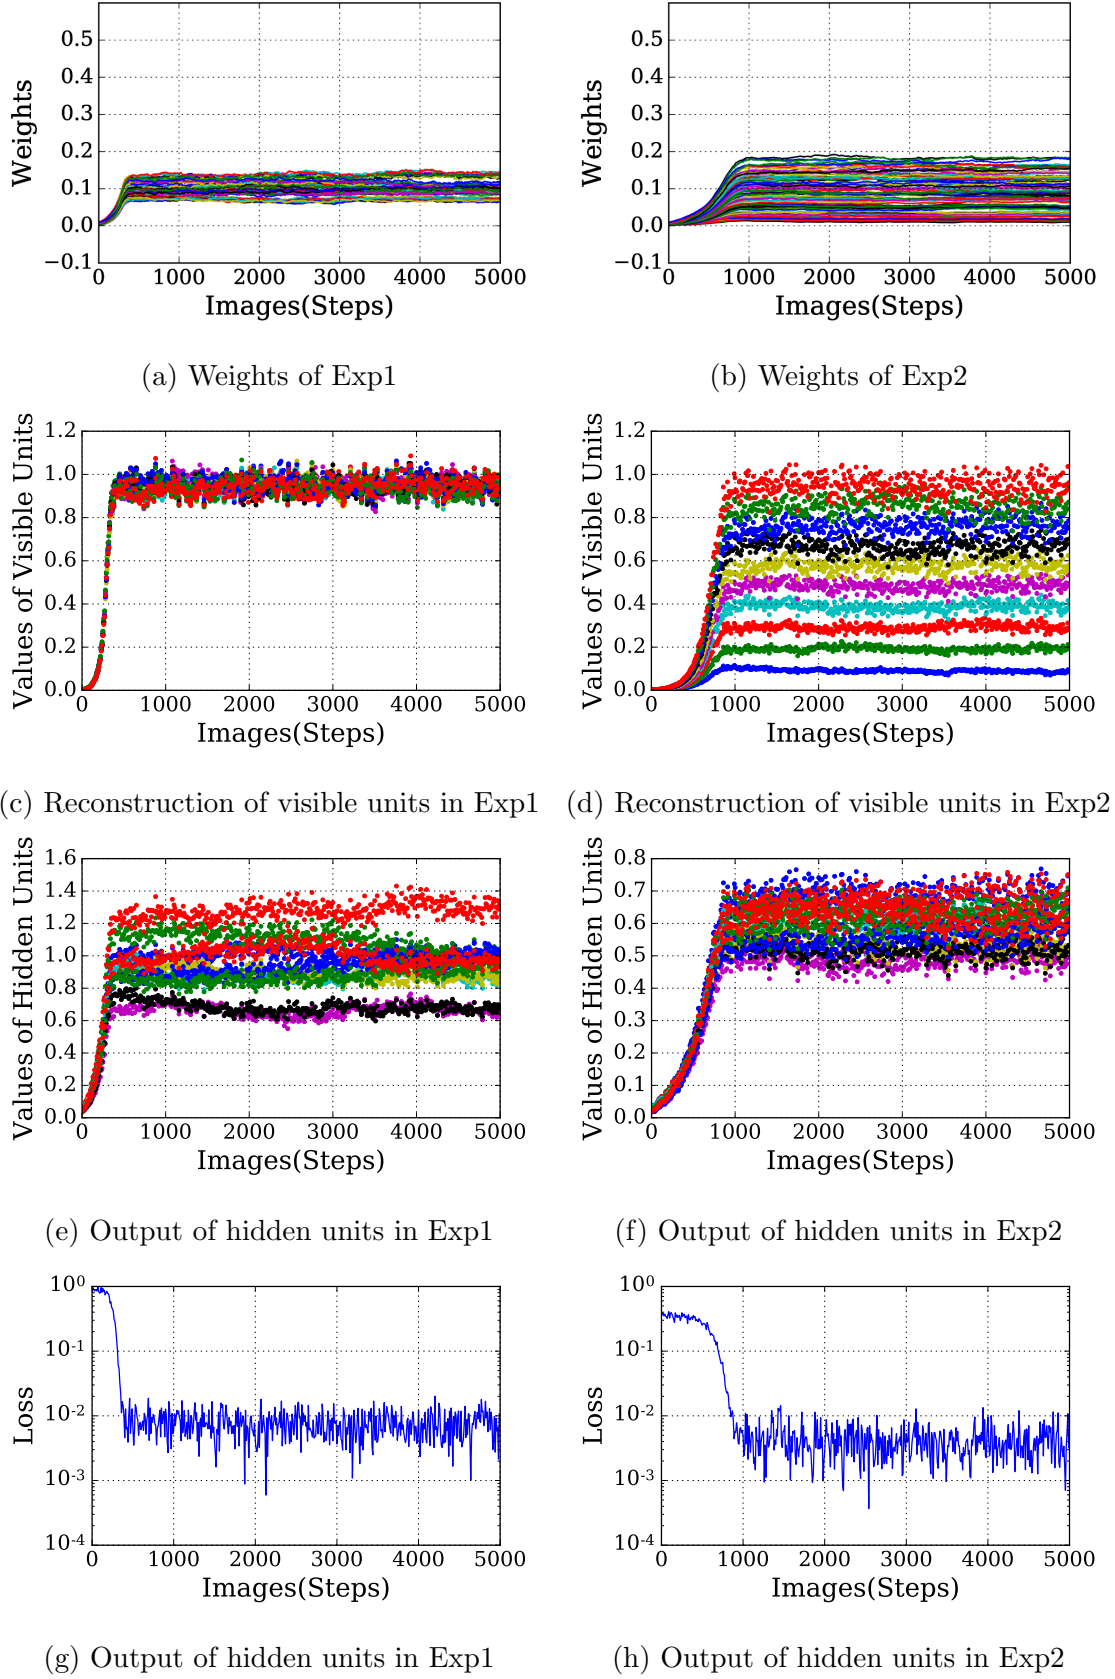 0.5
0.4
0.3
0.2
0.1
0.0
−0.1
Weights
0 1000 2000 3000 4000 5000
Images(Steps)
(a) Weights of Exp1
0.5
0.4
0.3
0.2
0.1
0.0
−0.1
Weights
0 1000 2000 3000 4000 5000
Images(Steps)
(b) Weights of Exp2
1.2
1.0
0.8
0.6
0.4
0.2
0.0
Values of Visible Units
0 1000 2000 3000 4000 5000
Images(Steps)
(c) Reconstruction of visible units in Exp1
1.2
1.0
0.8
0.6
0.4
0.2
0.0
Values of Visible Units
0 1000 2000 3000 4000 5000
Images(Steps)
(d) Reconstruction of visible units in Exp2
1.6
1.4
1.2
1.0
0.8
0.6
0.4
0.2
0.0
Values of Hidden Units
0 1000 2000 3000 4000 5000
Images(Steps)
(e) Output of hidden units in Exp1
0.8
0.7
0.6
0.5
0.4
0.3
0.2
0.1
0.0
Values of Hidden Units
0 1000 2000 3000 4000 5000
Images(Steps)
(f) Output of hidden units in Exp2
10⁰
10⁻¹
10⁻²
10⁻³
10⁻⁴
Loss
0 1000 2000 3000 4000 5000
Images(Steps)
(g) Output of hidden units in Exp1
10⁰
10⁻¹
10⁻²
10⁻³
10⁻⁴
Loss
0 1000 2000 3000 4000 5000
Images(Steps)
(h) Output of hidden units in Exp2